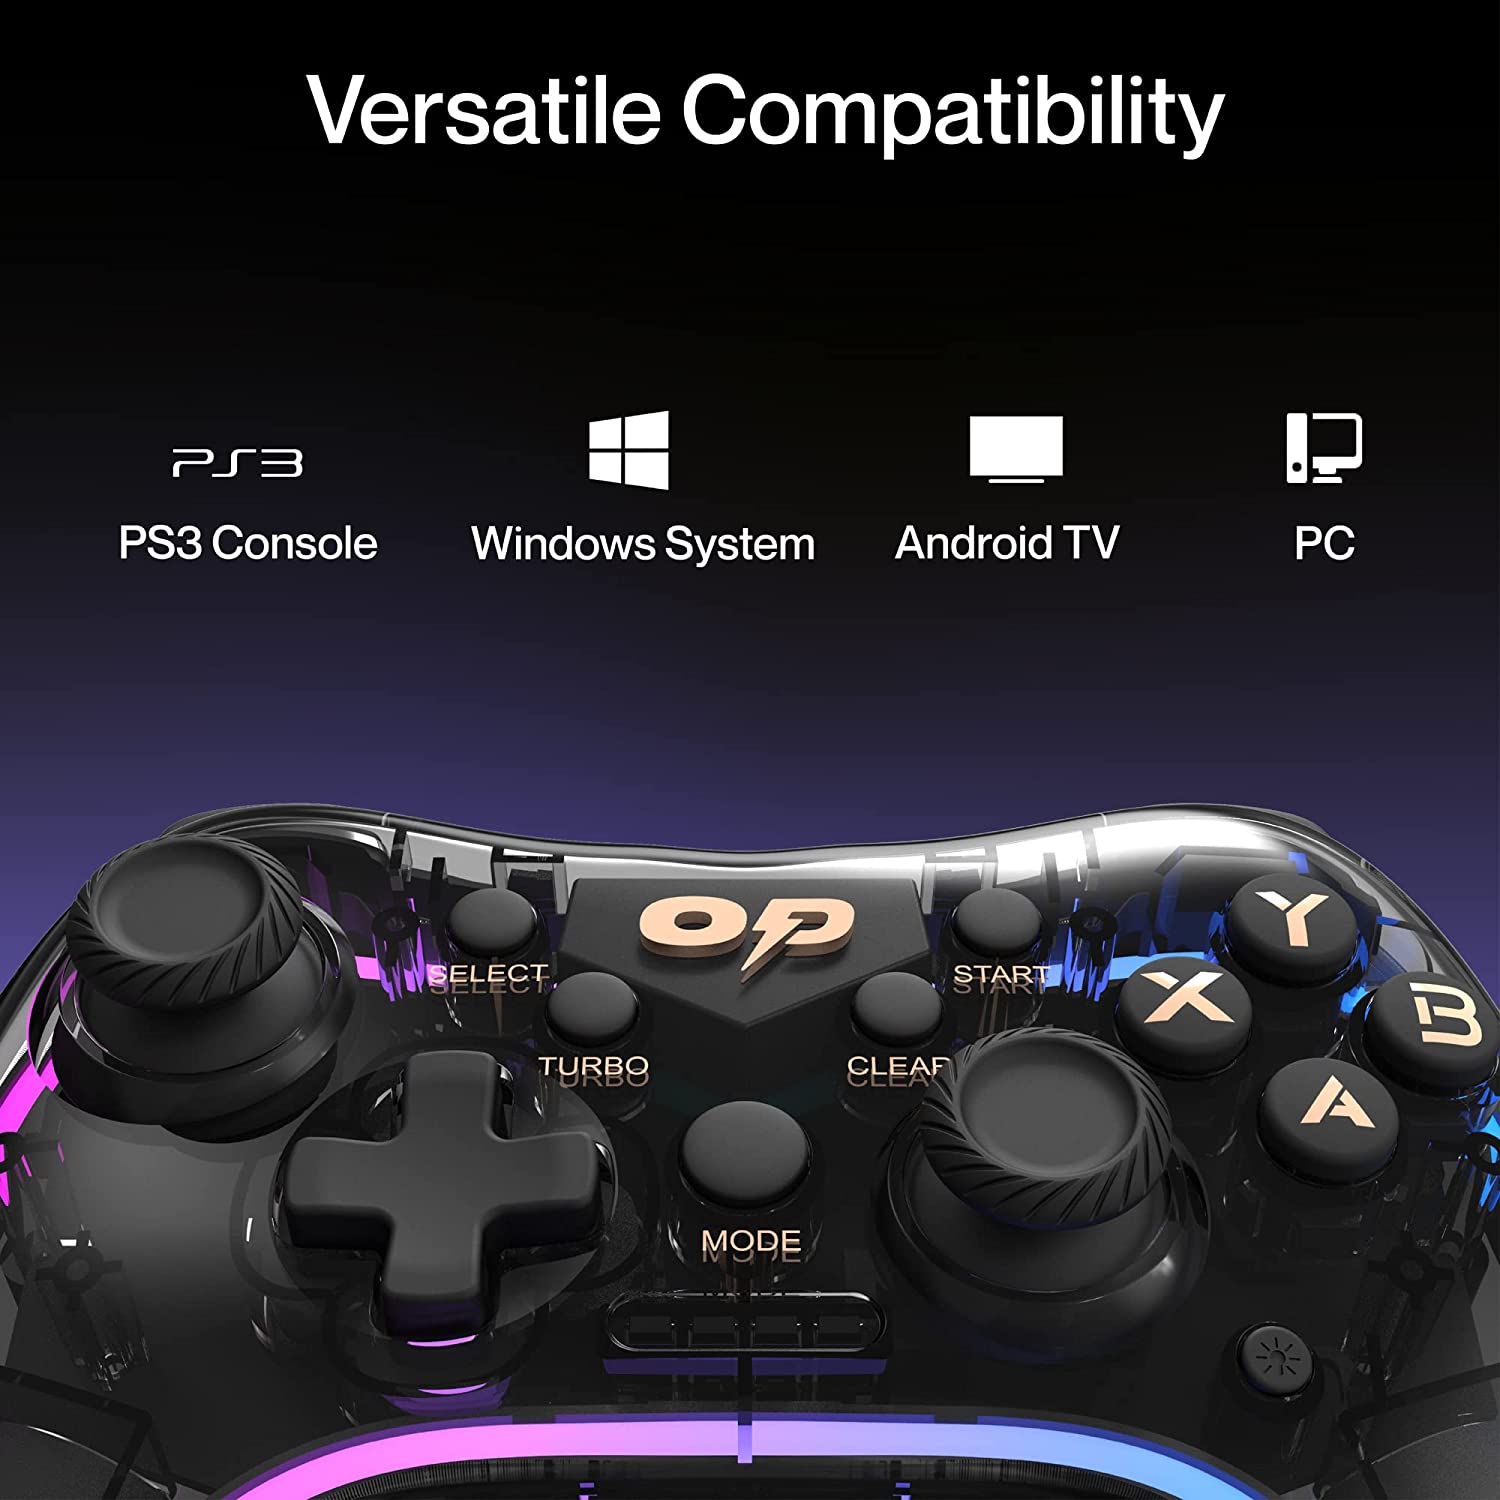 Versatile Compatibility
PS3
PS3 Console
Windows System
Android TV
PC
OP
SELECT
START
TURBO
CLEAR
MODE
Y
X
B
A